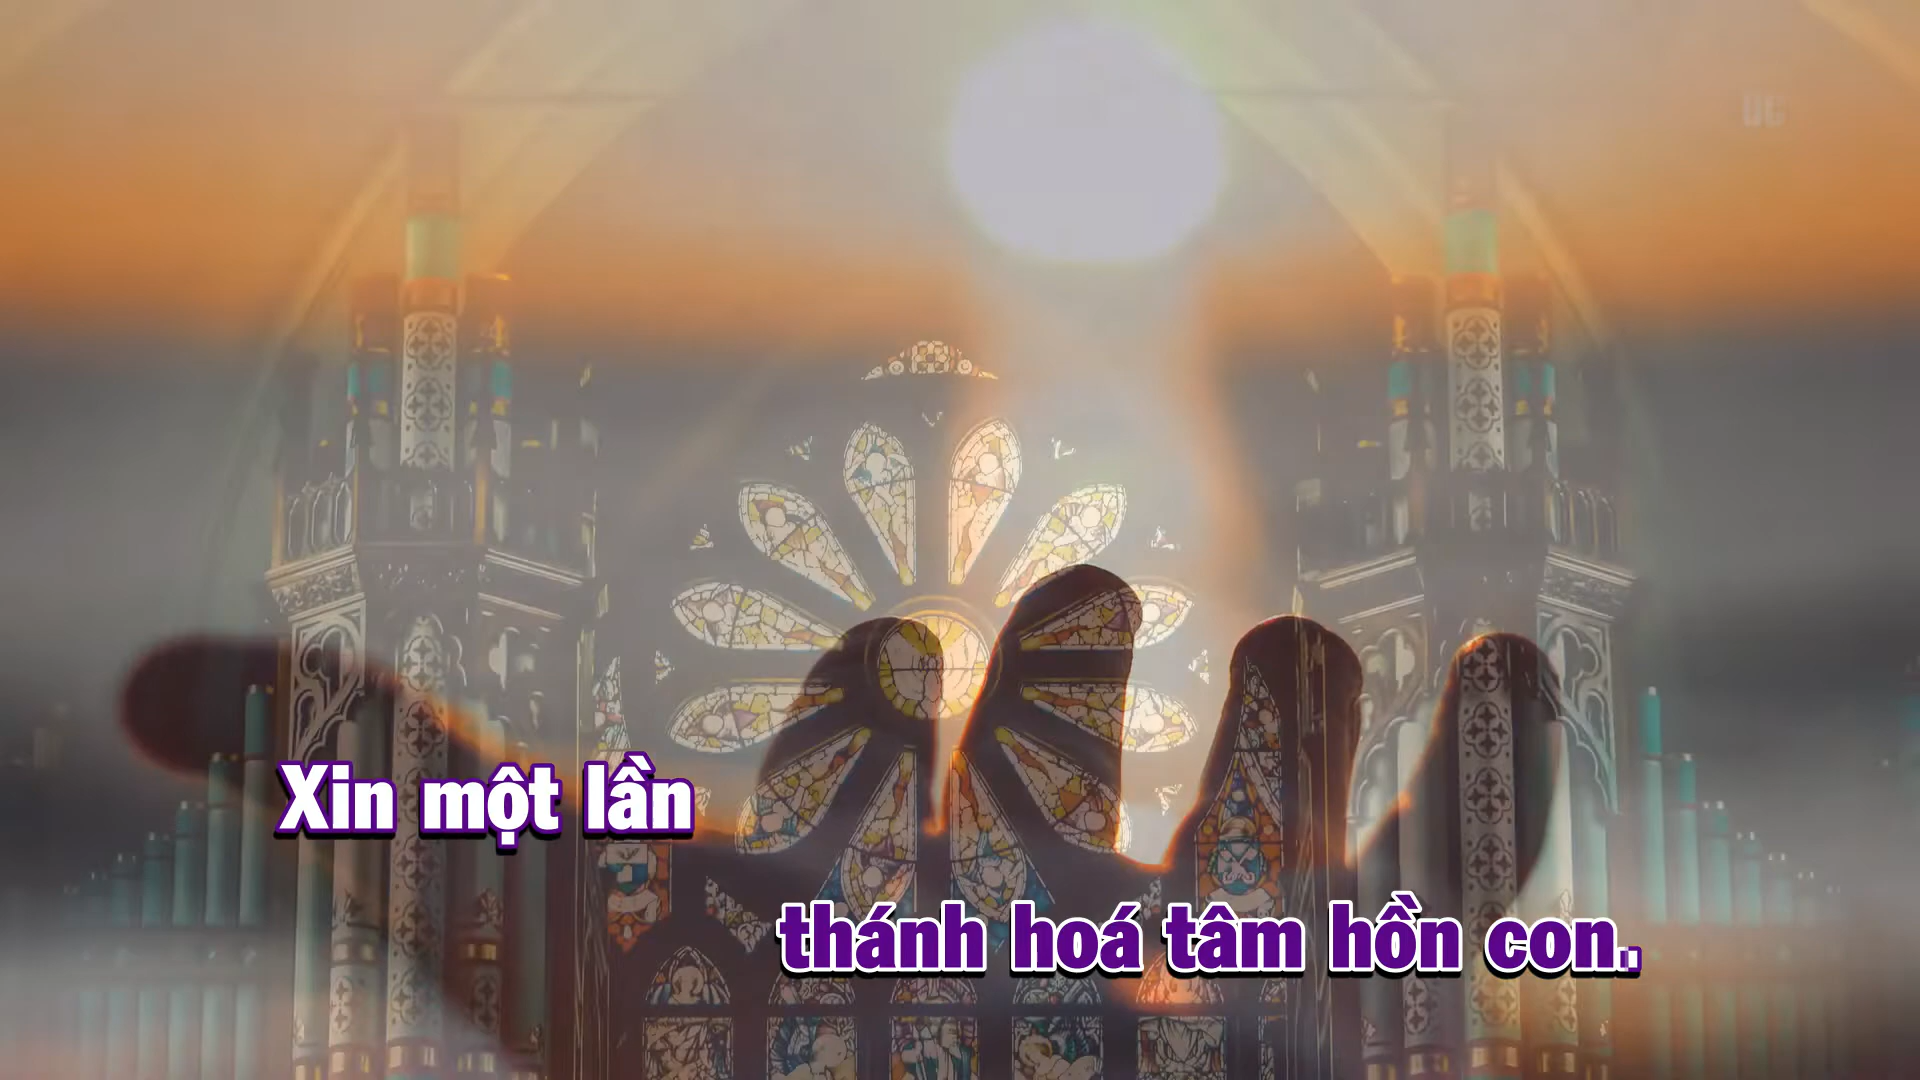 Xin một lần
thánh hoá tâm hồn con.